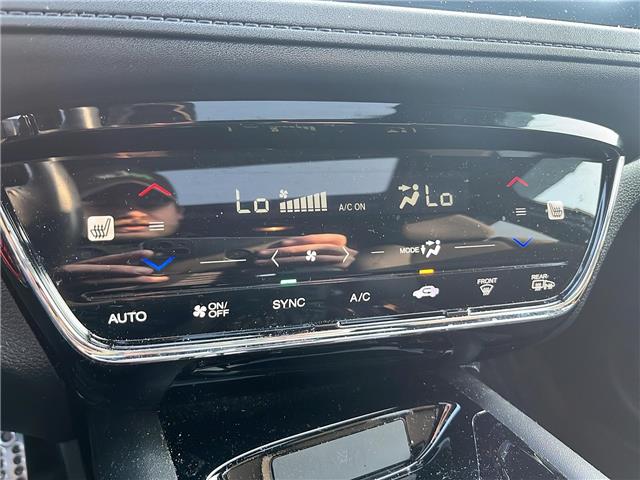 Lo A/C ON Lo
MODE
AUTO ON/OFF SYNC A/C FRONT REAR